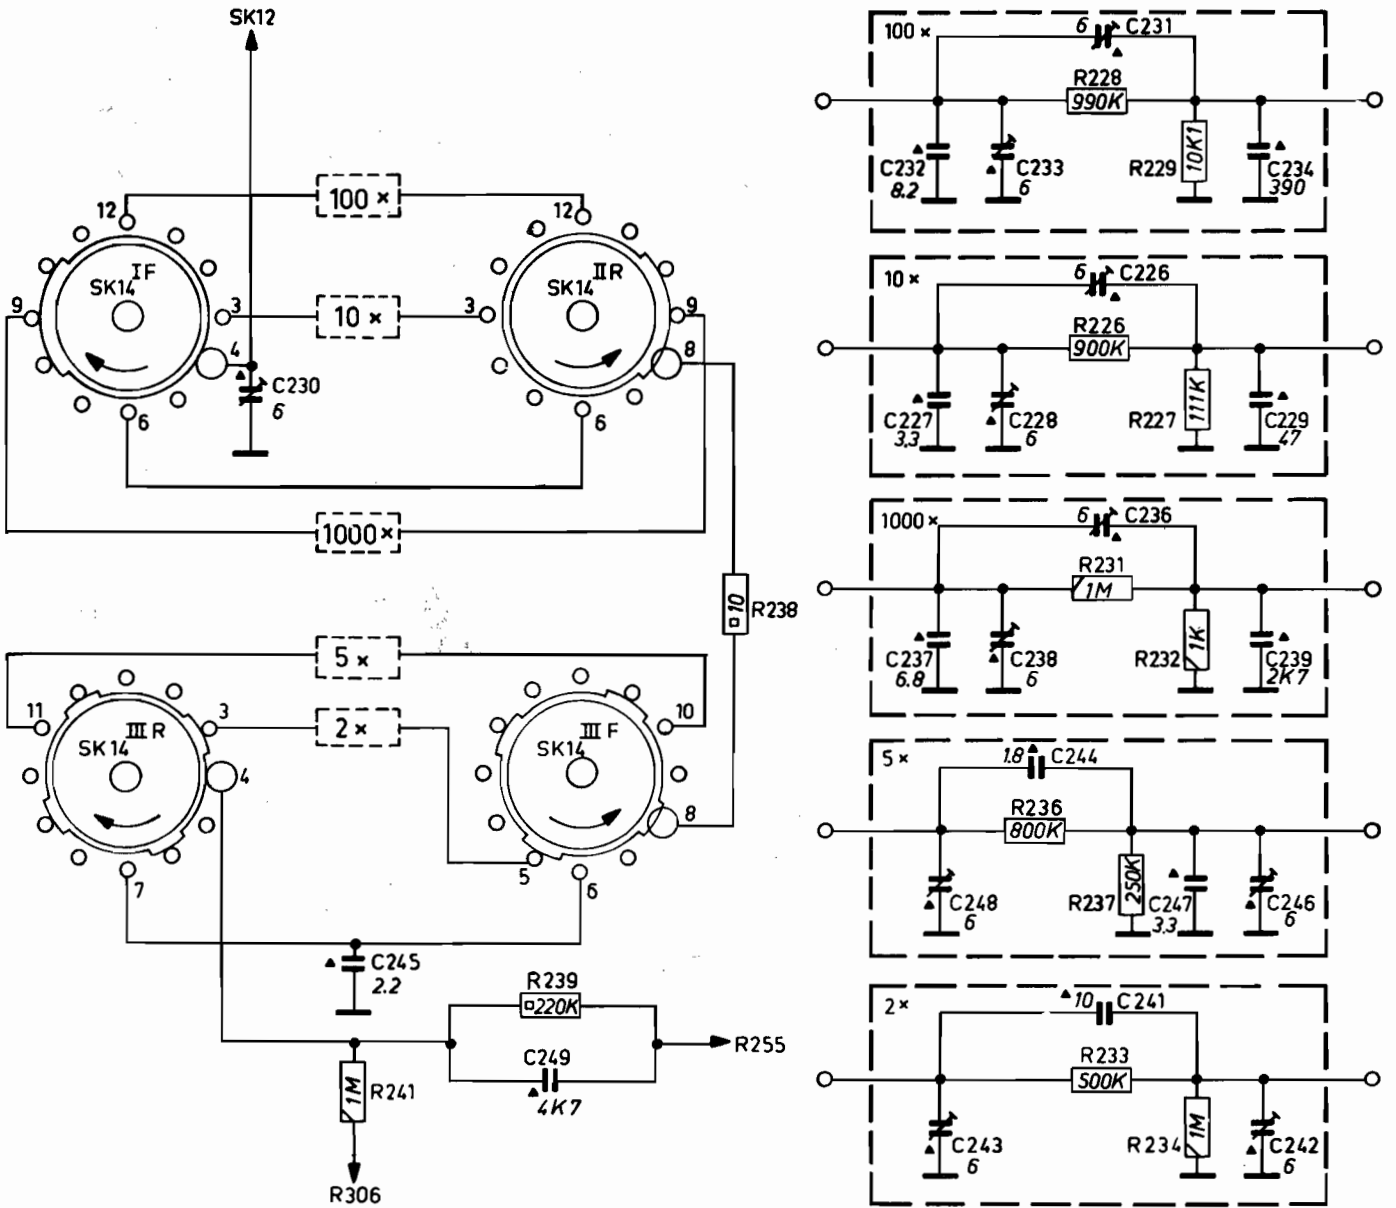 SK12
12
100 ×
12
I F
SK14
II R
SK14
9
3
10 ×
3
9
4
8
C230
6
6
6
1000 ×
10
R238
5 ×
11
III R
SK14
3
2 ×
III F
SK14
10
4
8
7
5
6
C245
2.2
R239
220K
C249
4K7
R255
1M
R241
R306
100 ×
6
C231
R228
990K
C232
8.2
C233
6
R229
10K1
C234
390
10 ×
6
C226
R226
900K
C227
3.3
C228
6
R227
111K
C229
47
1000 ×
6
C236
R231
1M
C237
6.8
C238
6
R232
1K
C239
2K7
5 ×
1.8
C244
R236
800K
C248
6
R237
250K
C247
3.3
C246
6
2 ×
10
C241
R233
500K
C243
6
R234
1M
C242
6